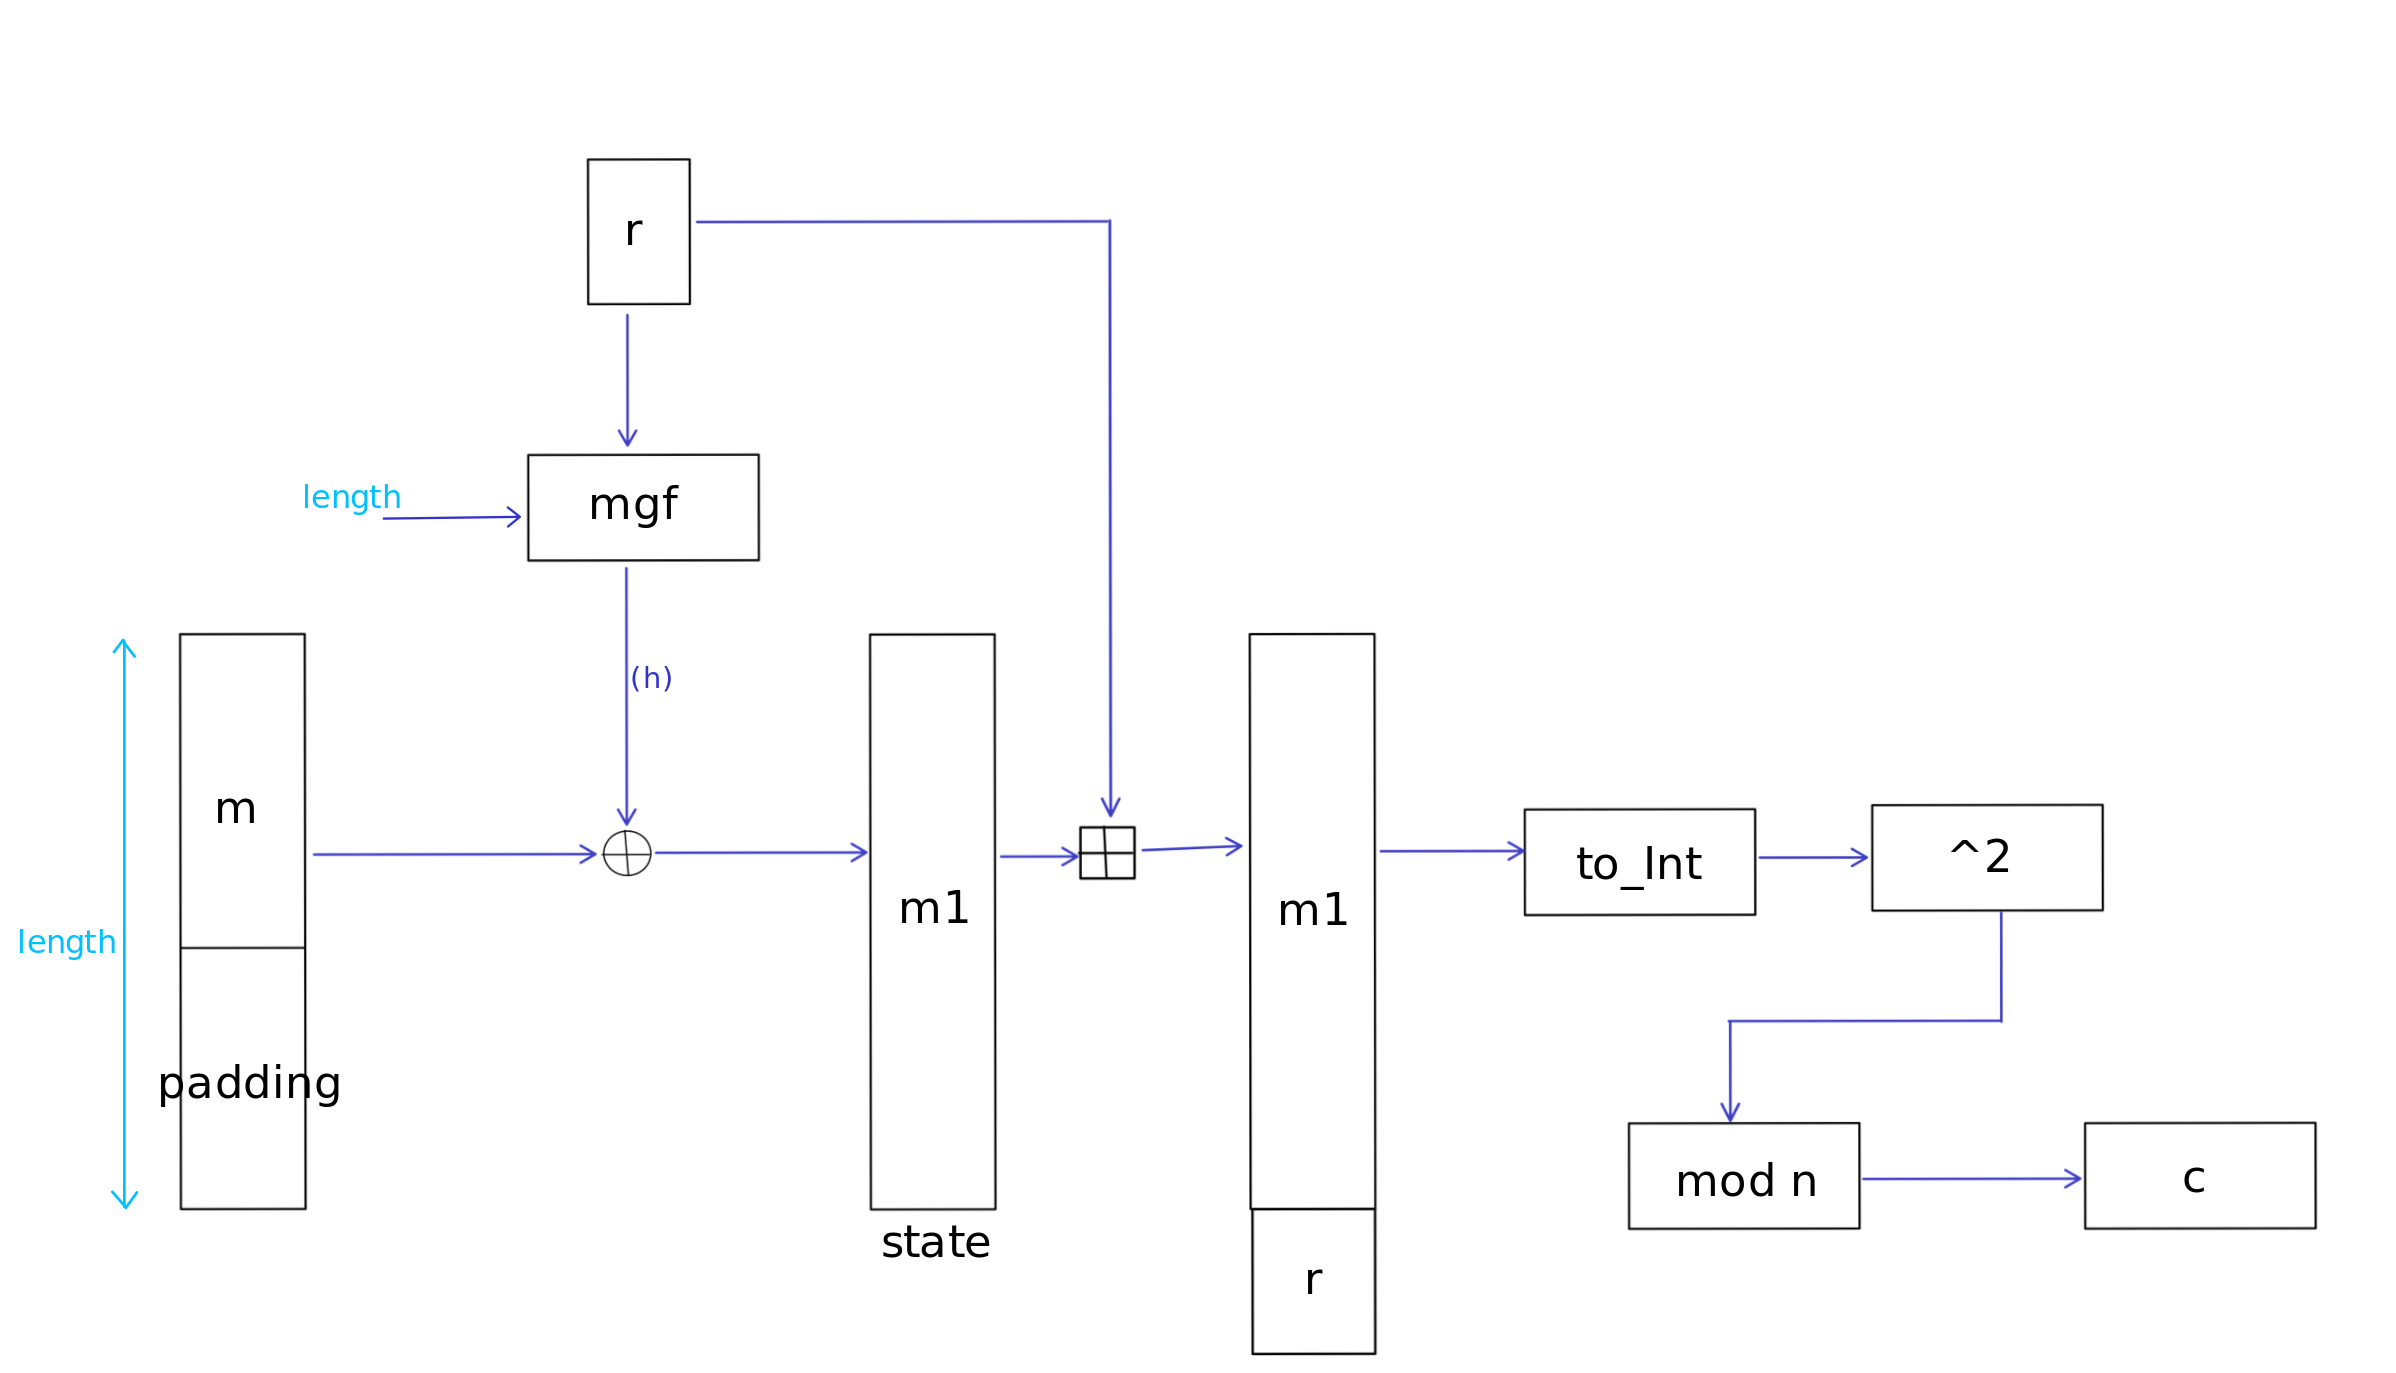 r
length
mgf
(h)
m
m1
m1
to_Int
^2
length
padding
mod n
c
state
r